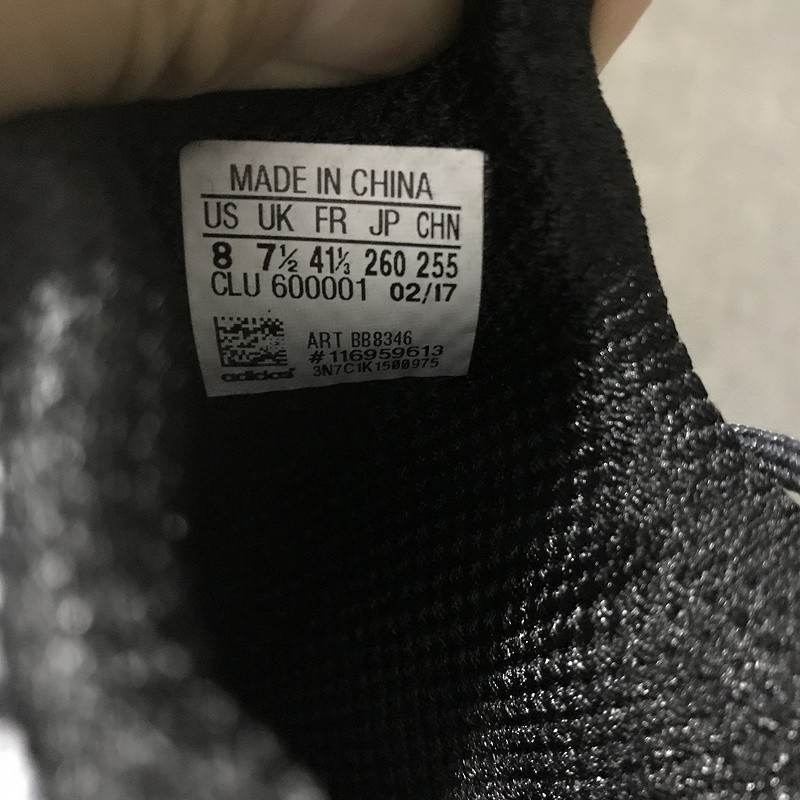 MADE IN CHINA
US UK FR JP CHN
8 7½ 41⅓ 260 255
CLU 600001 02/17
ART BB8346
#116959613
3N7C1K1500975
adidas